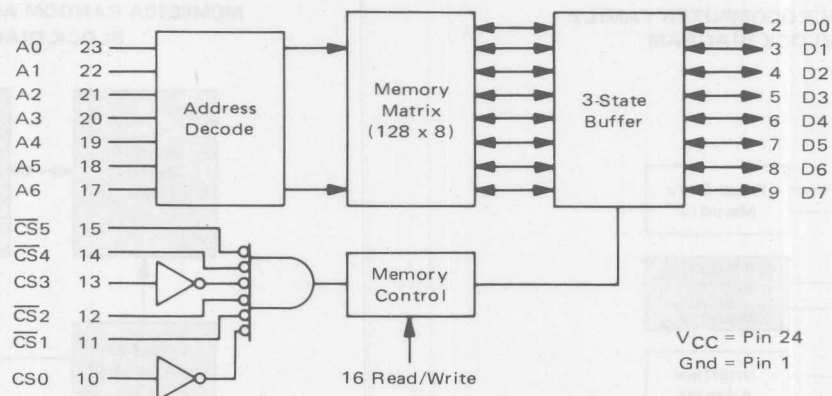 A0 23
A1 22
A2 21
A3 20
A4 19
A5 18
A6 17
Address
Decode
Memory
Matrix
(128 x 8)
3-State
Buffer
2 D0
3 D1
4 D2
5 D3
6 D4
7 D5
8 D6
9 D7
CS5 15
CS4 14
CS3 13
CS2 12
CS1 11
CS0 10
Memory
Control
16 Read/Write
VCC = Pin 24
Gnd = Pin 1